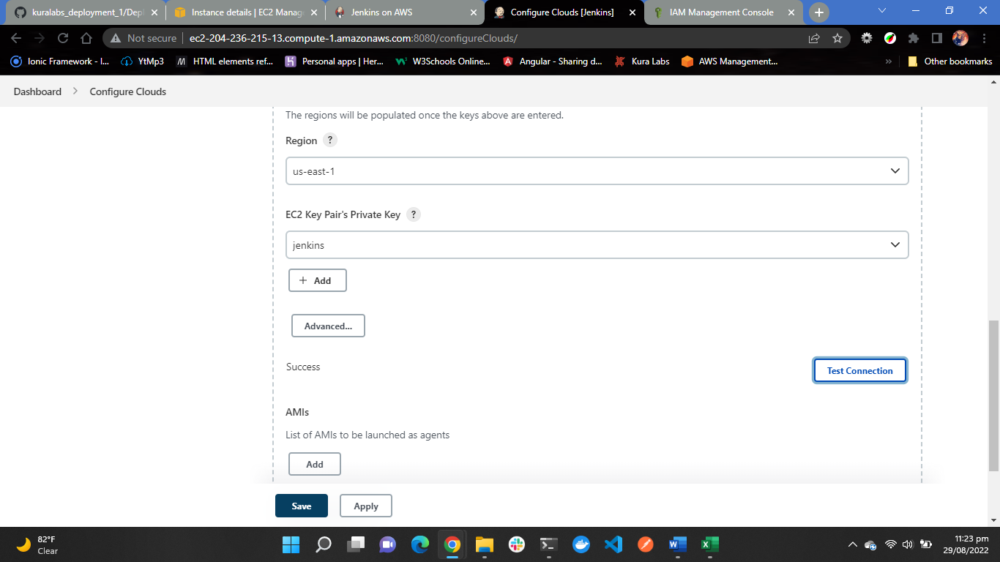 kuralabs_deployment_1/Depl
Instance details | EC2 Manag
Jenkins on AWS
Configure Clouds [Jenkins]
IAM Management Console
Not secure
ec2-204-236-215-13.compute-1.amazonaws.com:8080/configureClouds/
Ionic Framework - I...
YtMp3
HTML elements ref...
Personal apps | Her...
W3Schools Online...
Angular - Sharing d...
Kura Labs
AWS Management...
»
Other bookmarks
Dashboard > Configure Clouds
The regions will be populated once the keys above are entered.
Region ?
us-east-1
EC2 Key Pair's Private Key ?
jenkins
+ Add
Advanced...
Success
Test Connection
AMIs
List of AMIs to be launched as agents
Add
Save
Apply
82°F
Clear
11:23 pm
29/08/2022